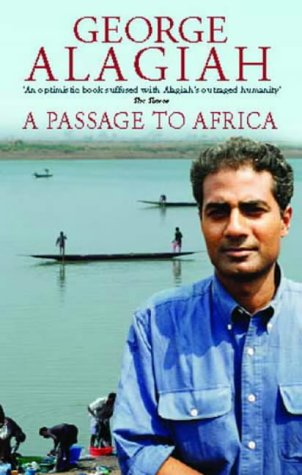 GEORGE
ALAGIAH
'An optimistic book suffused with Alagiah's outraged humanity'
The Times
A PASSAGE TO AFRICA